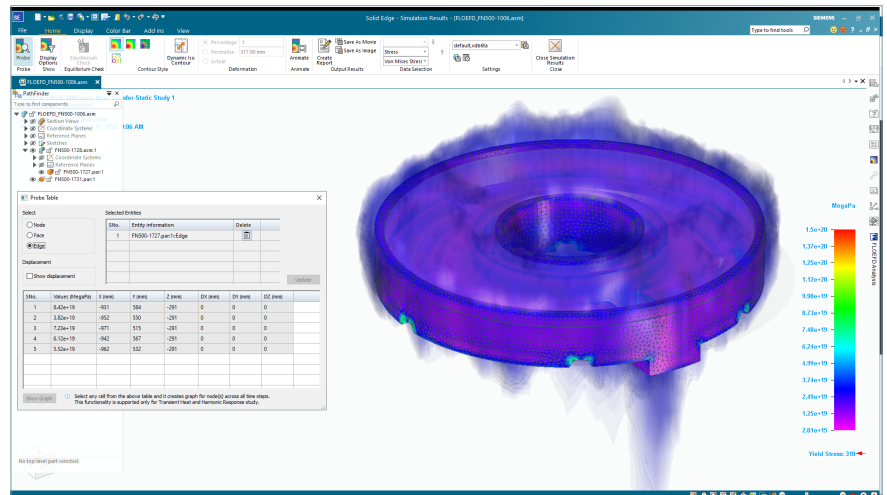 SE
Solid Edge - Simulation Results - [FLOEFD_FN500-1006.asm]
SIEMENS
File Home Display Color Bar Add Ins View
Type to find tools
Probe
Display Options
Equilibrium Check
Dynamic Iso Contour
Percentage 1
Normalize 317.00 mm
Actual
Animate
Create Report
Save As Movie
Save As Image
Stress
Von Mises Stress
default.vxtbfita
Close Simulation Results
Probe Show Equilibrium Check Contour Style Deformation Animate Output Results Data Selection Settings Close
FLOEFD_FN500-1006.asm
PathFinder
Type to find components
FLOEFD_FN500-1006.asm
Section Views
Coordinate Systems
Reference Planes
Sketches
FN500-1728.asm:1
Coordinate Systems
Reference Planes
FN500-1727.par:1
FN500-1731.par:1
sfer-Static Study 1
:06 AM
Probe Table
Select
Node
Face
Edge
Displacement
Show displacement
Selected Entities
SNo. Entity information Delete
1 FN500-1727.par:1::Edge
Update
SNo. Values (MegaPa) X (mm) Y (mm) Z (mm) DX (mm) DY (mm) DZ (mm)
1 8.42e+19 -931 584 -291 0 0 0
2 3.82e+19 -952 550 -291 0 0 0
3 7.23e+19 -971 515 -291 0 0 0
4 6.12e+19 -942 567 -291 0 0 0
5 5.52e+19 -962 532 -291 0 0 0
Show Graph
Select any cell from the above table and it creates graph for node(s) across all time steps.
This functionality is supported only for Transient Heat and Harmonic Response study.
No top level part selected.
MegaPa
1.5e+20
1.37e+20
1.25e+20
1.12e+20
9.98e+19
8.73e+19
7.48e+19
6.24e+19
4.99e+19
3.74e+19
2.49e+19
1.25e+19
2.01e+15
Yield Stress: 310
FLOEFD Analysis